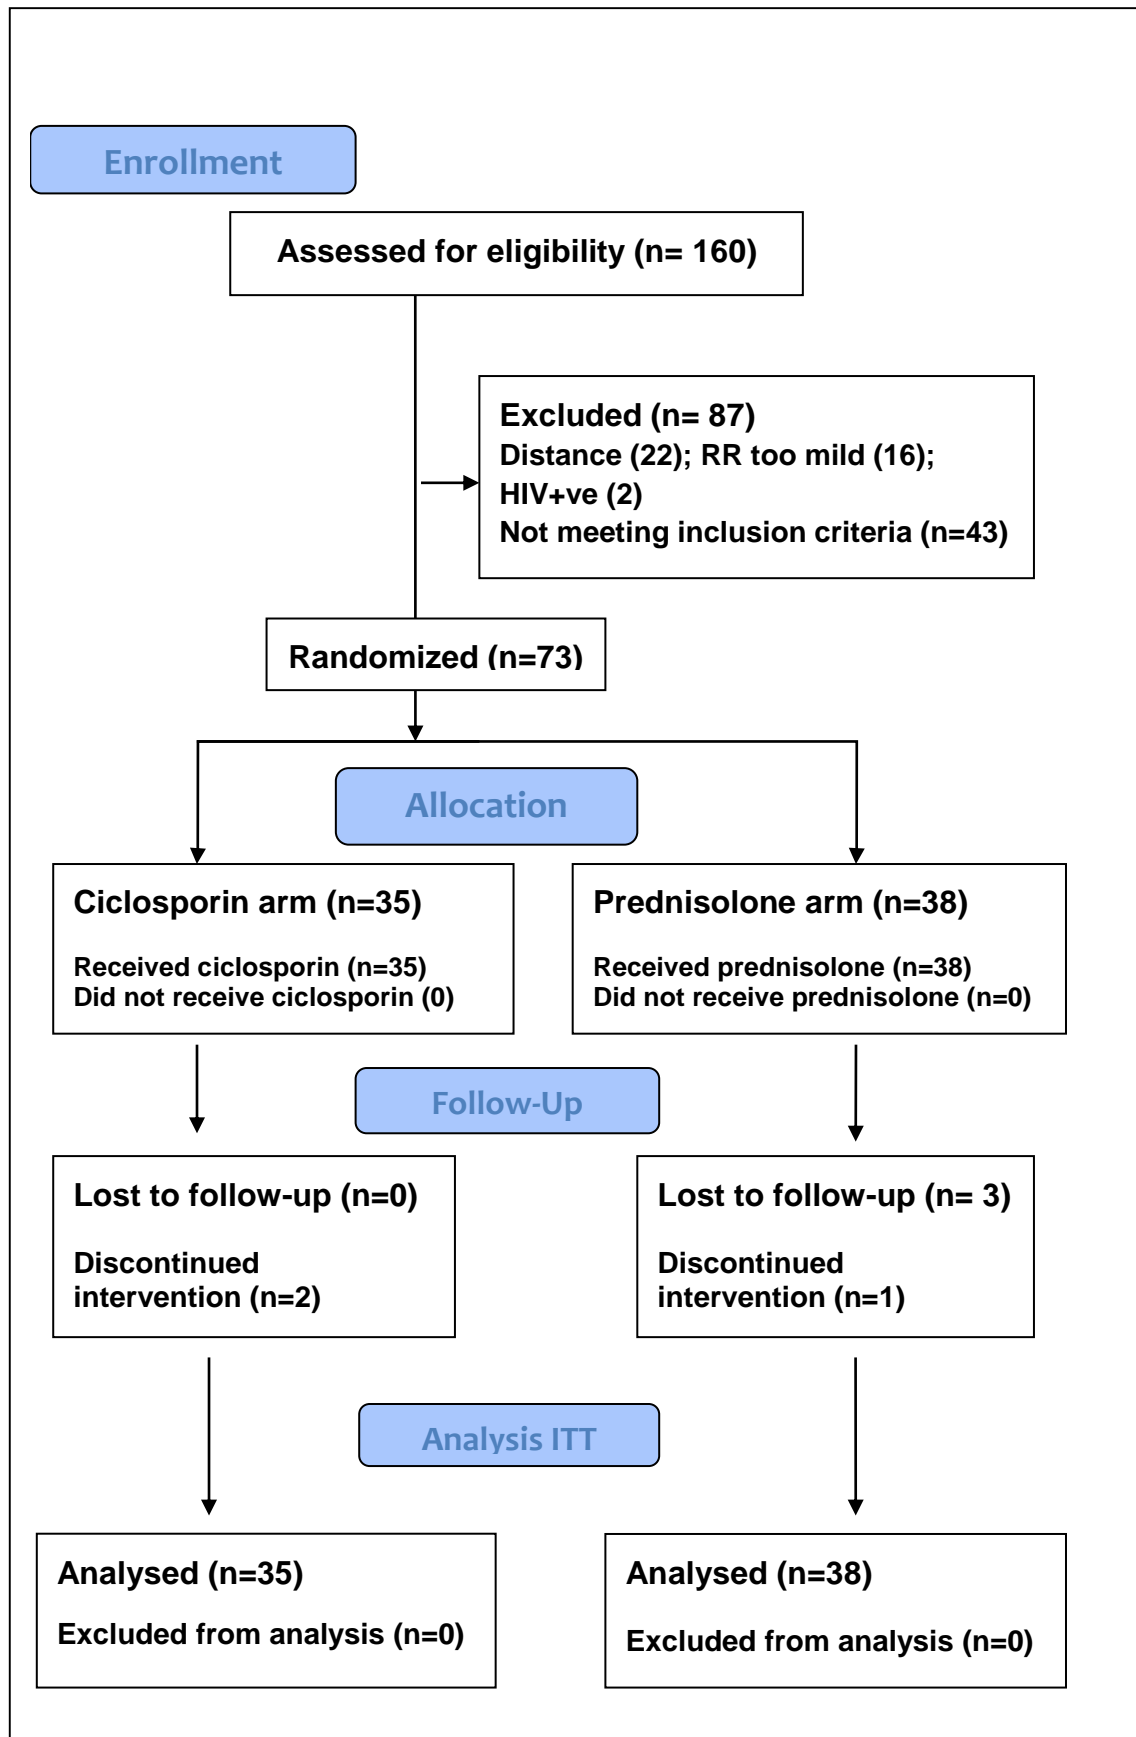 Enrollment
Assessed for eligibility (n= 160)
Excluded (n= 87)
Distance (22); RR too mild (16);
HIV+ve (2)
Not meeting inclusion criteria (n=43)
Randomized (n=73)
Allocation
Ciclosporin arm (n=35)
Received ciclosporin (n=35)
Did not receive ciclosporin (0)
Prednisolone arm (n=38)
Received prednisolone (n=38)
Did not receive prednisolone (n=0)
Follow-Up
Lost to follow-up (n=0)
Discontinued
intervention (n=2)
Lost to follow-up (n= 3)
Discontinued
intervention (n=1)
Analysis ITT
Analysed (n=35)
Excluded from analysis (n=0)
Analysed (n=38)
Excluded from analysis (n=0)